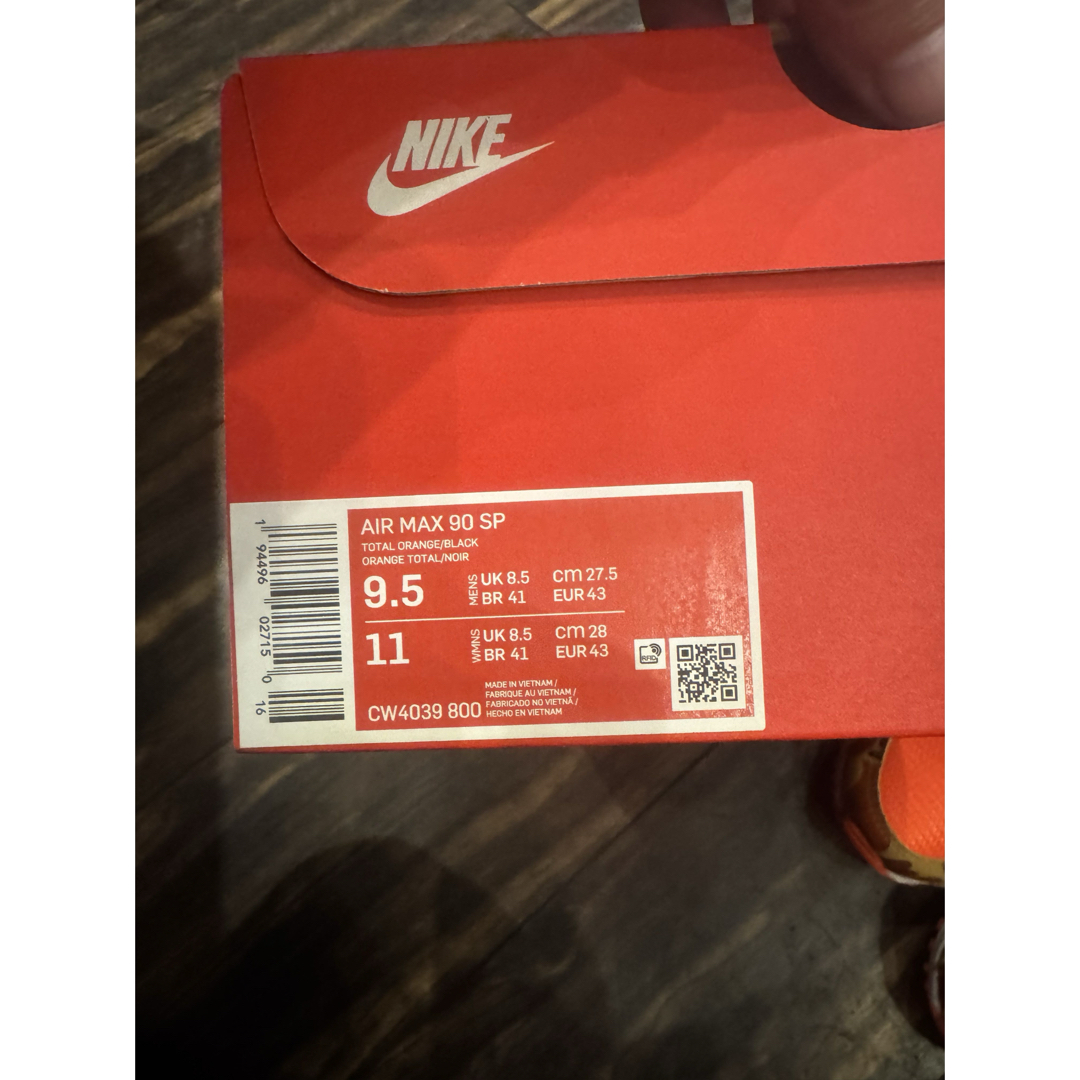 NIKE
AIR MAX 90 SP
TOTAL ORANGE/BLACK
ORANGE TOTAL/NOIR
9.5 MENS UK 8.5 cm 27.5
BR 41 EUR 43
11 WMNS UK 8.5 cm 28
BR 41 EUR 43
RFID
MADE IN VIETNAM /
FABRIQUE AU VIETNAM /
FABRICADO NO VIETNÃ /
HECHO EN VIETNAM
CW4039 800
1 94496 02715 0 16